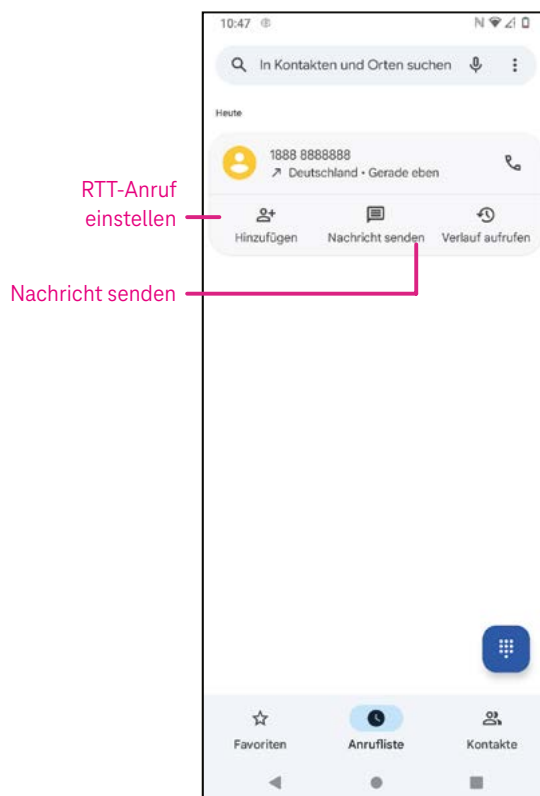 10:47
In Kontakten und Orten suchen
Heute
1888 8888888
Deutschland • Gerade eben
RTT-Anruf
einstellen
Hinzufügen
Nachricht senden
Verlauf aufrufen
Nachricht senden
Favoriten
Anrufliste
Kontakte